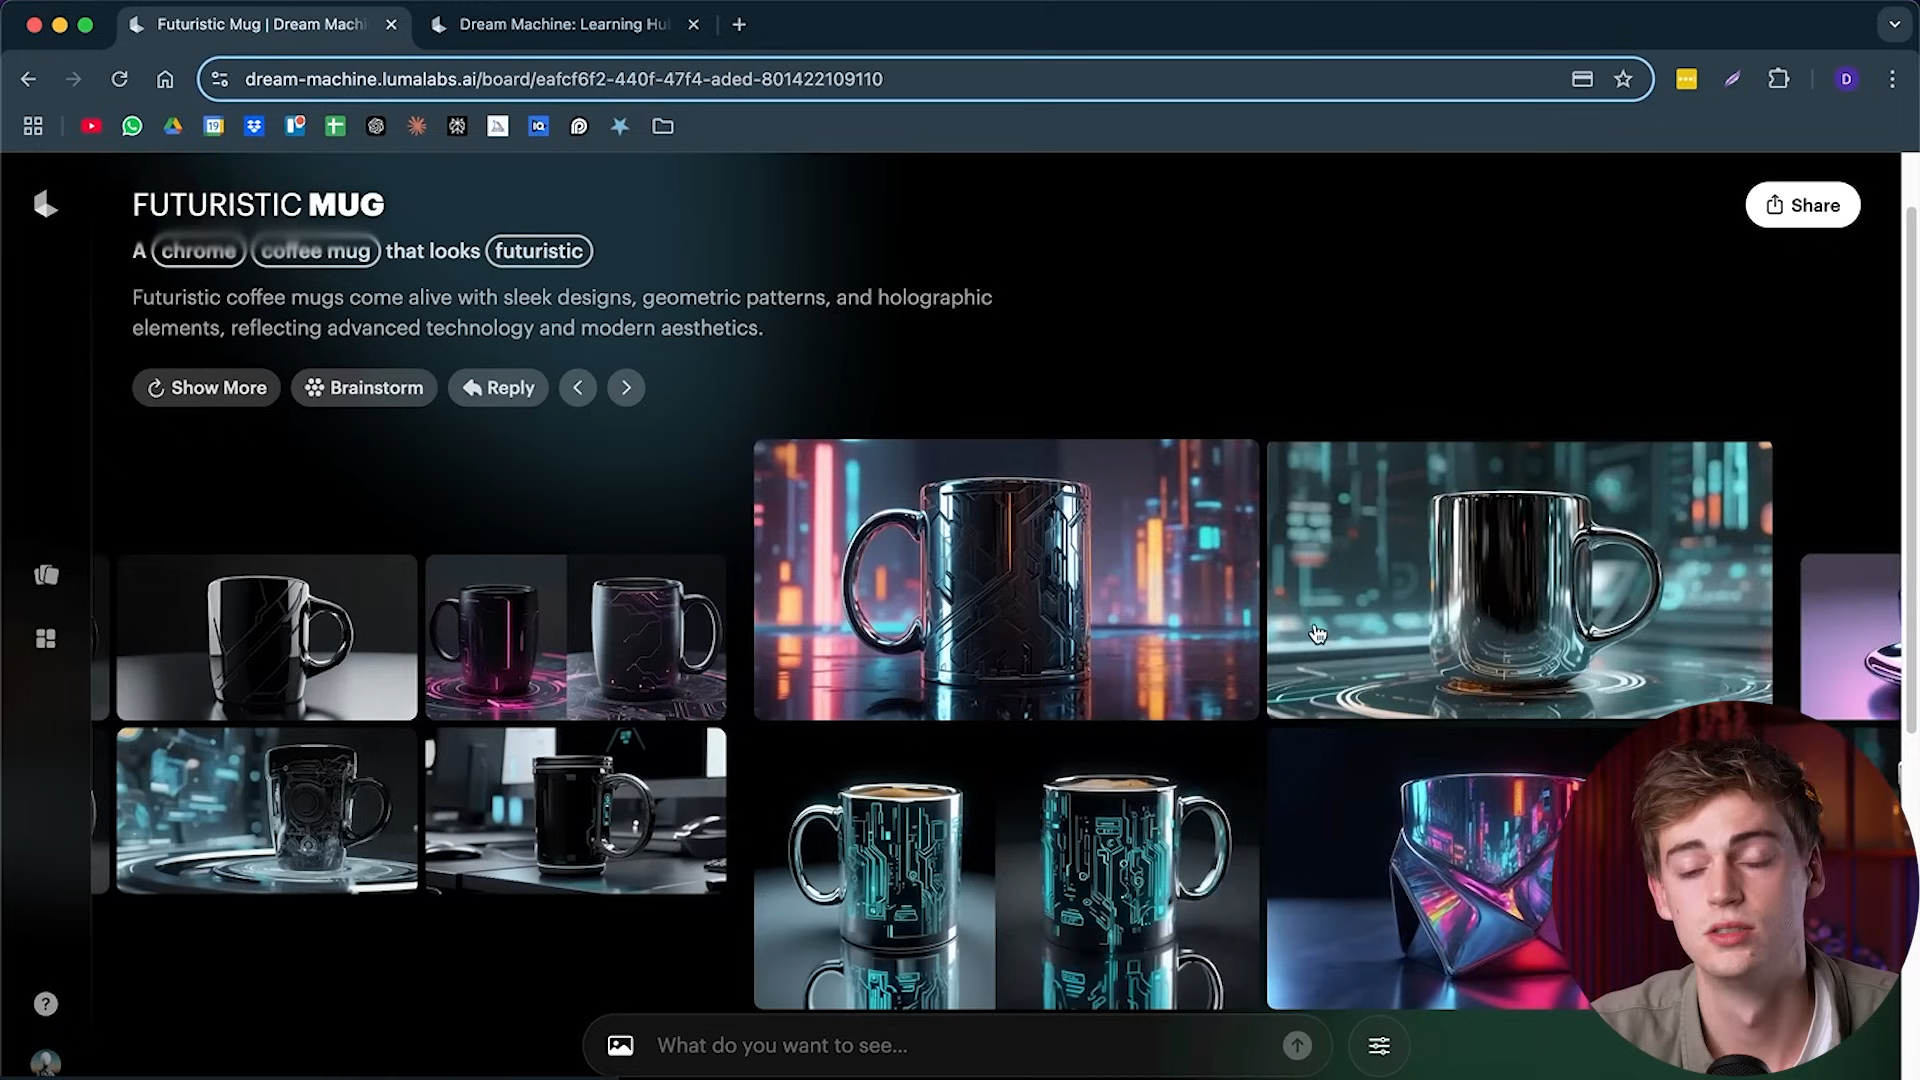 Futuristic Mug | Dream Machi
Dream Machine: Learning Hu
dream-machine.lumalabs.ai/board/eafcf6f2-440f-47f4-aded-801422109110
D
19
IQ
FUTURISTIC MUG
Share
A chrome coffee mug that looks futuristic
Futuristic coffee mugs come alive with sleek designs, geometric patterns, and holographic
elements, reflecting advanced technology and modern aesthetics.
Show More
Brainstorm
Reply
?
What do you want to see...